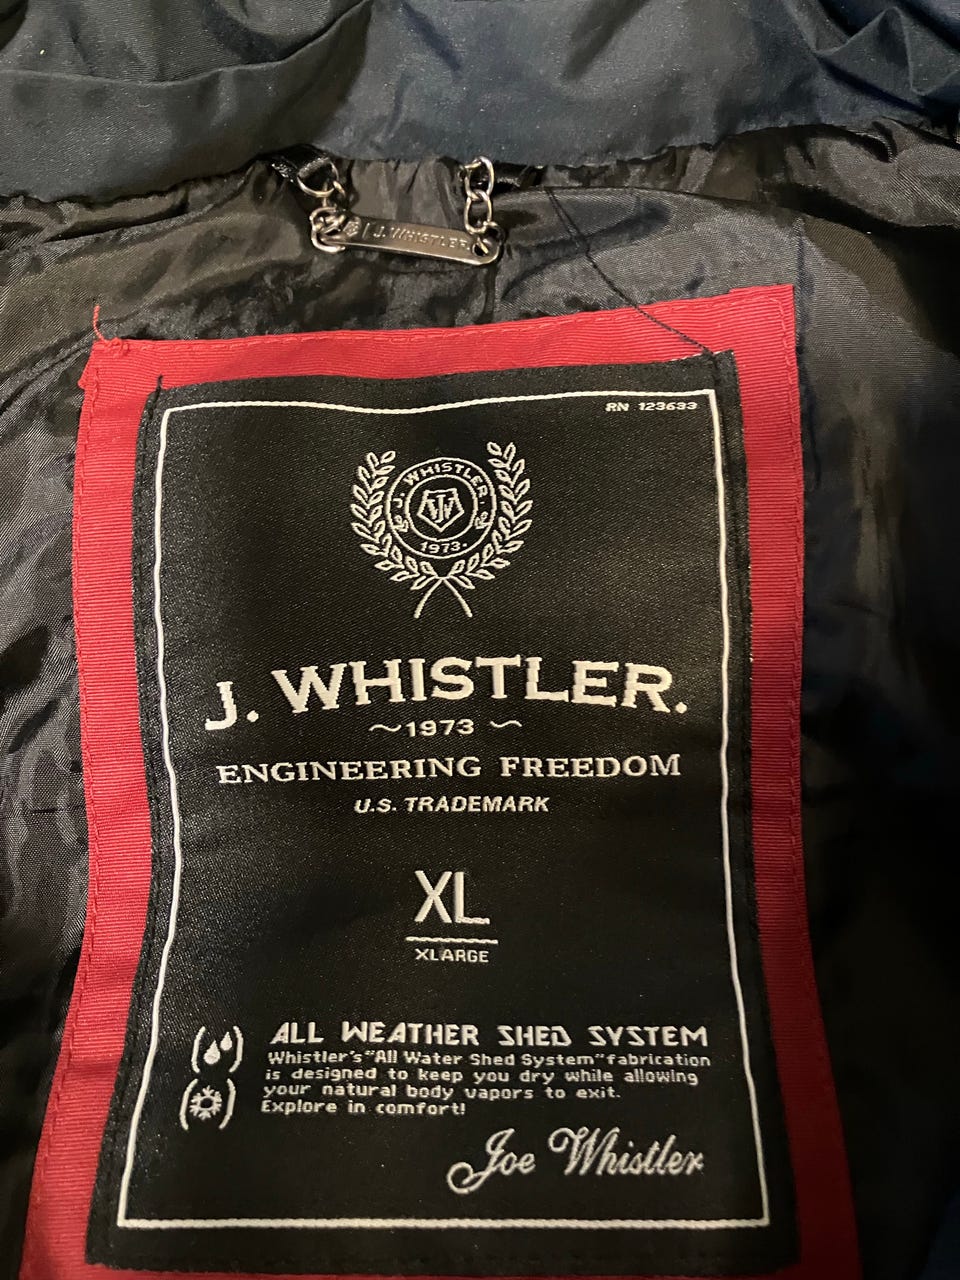 J. WHISTLER.
RN 123633
J. WHISTLER.
1973.
J. WHISTLER.
~1973~
ENGINEERING FREEDOM
U.S. TRADEMARK
XL
XLARGE
ALL WEATHER SHED SYSTEM
Whistler's "All Water Shed System" fabrication
is designed to keep you dry while allowing
your natural body vapors to exit.
Explore in comfort!
Joe Whistler